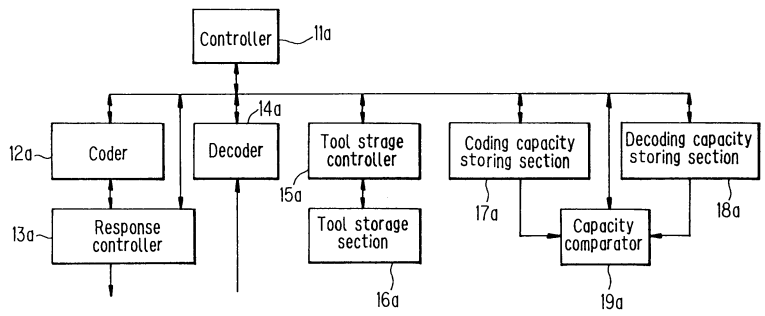 Controller
11a
14a
12a
Coder
Decoder
Tool strage
controller
15a
Coding capacity
storing section
17a
Decoding capacity
storing section
18a
13a
Response
controller
Tool storage
section
16a
Capacity
comparator
19a